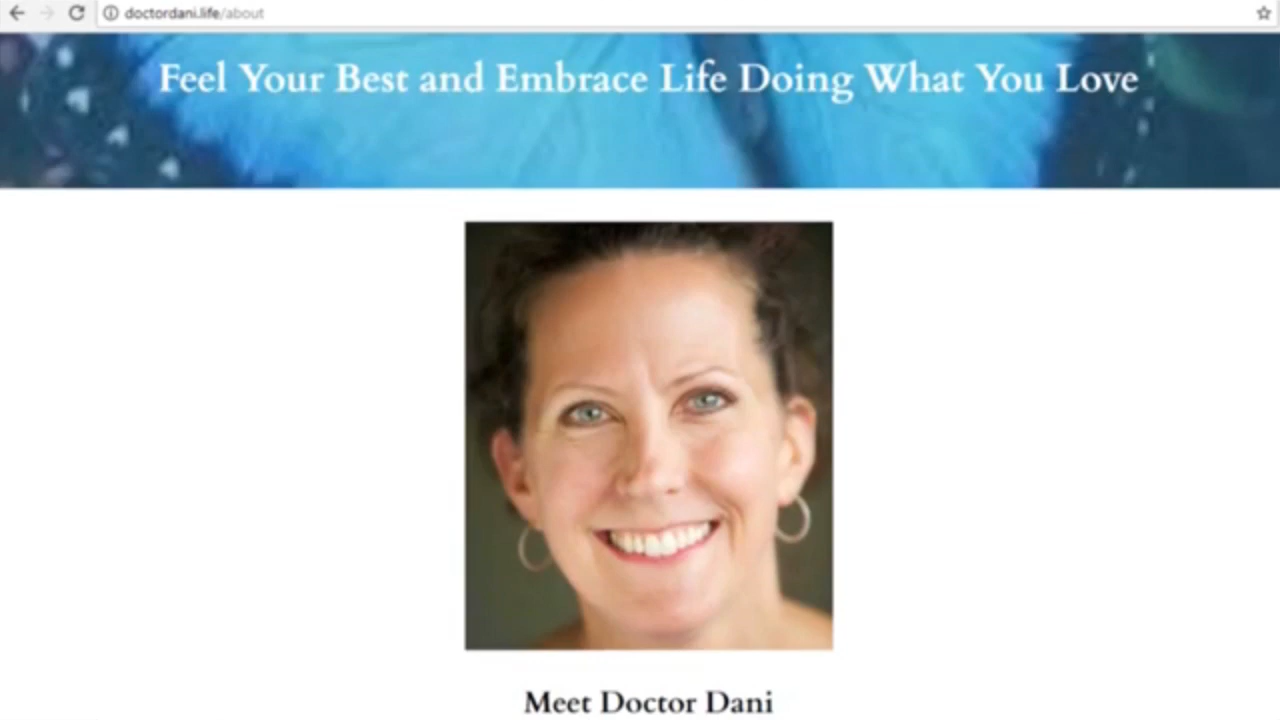 doctordani.life/about
Feel Your Best and Embrace Life Doing What You Love
Meet Doctor Dani